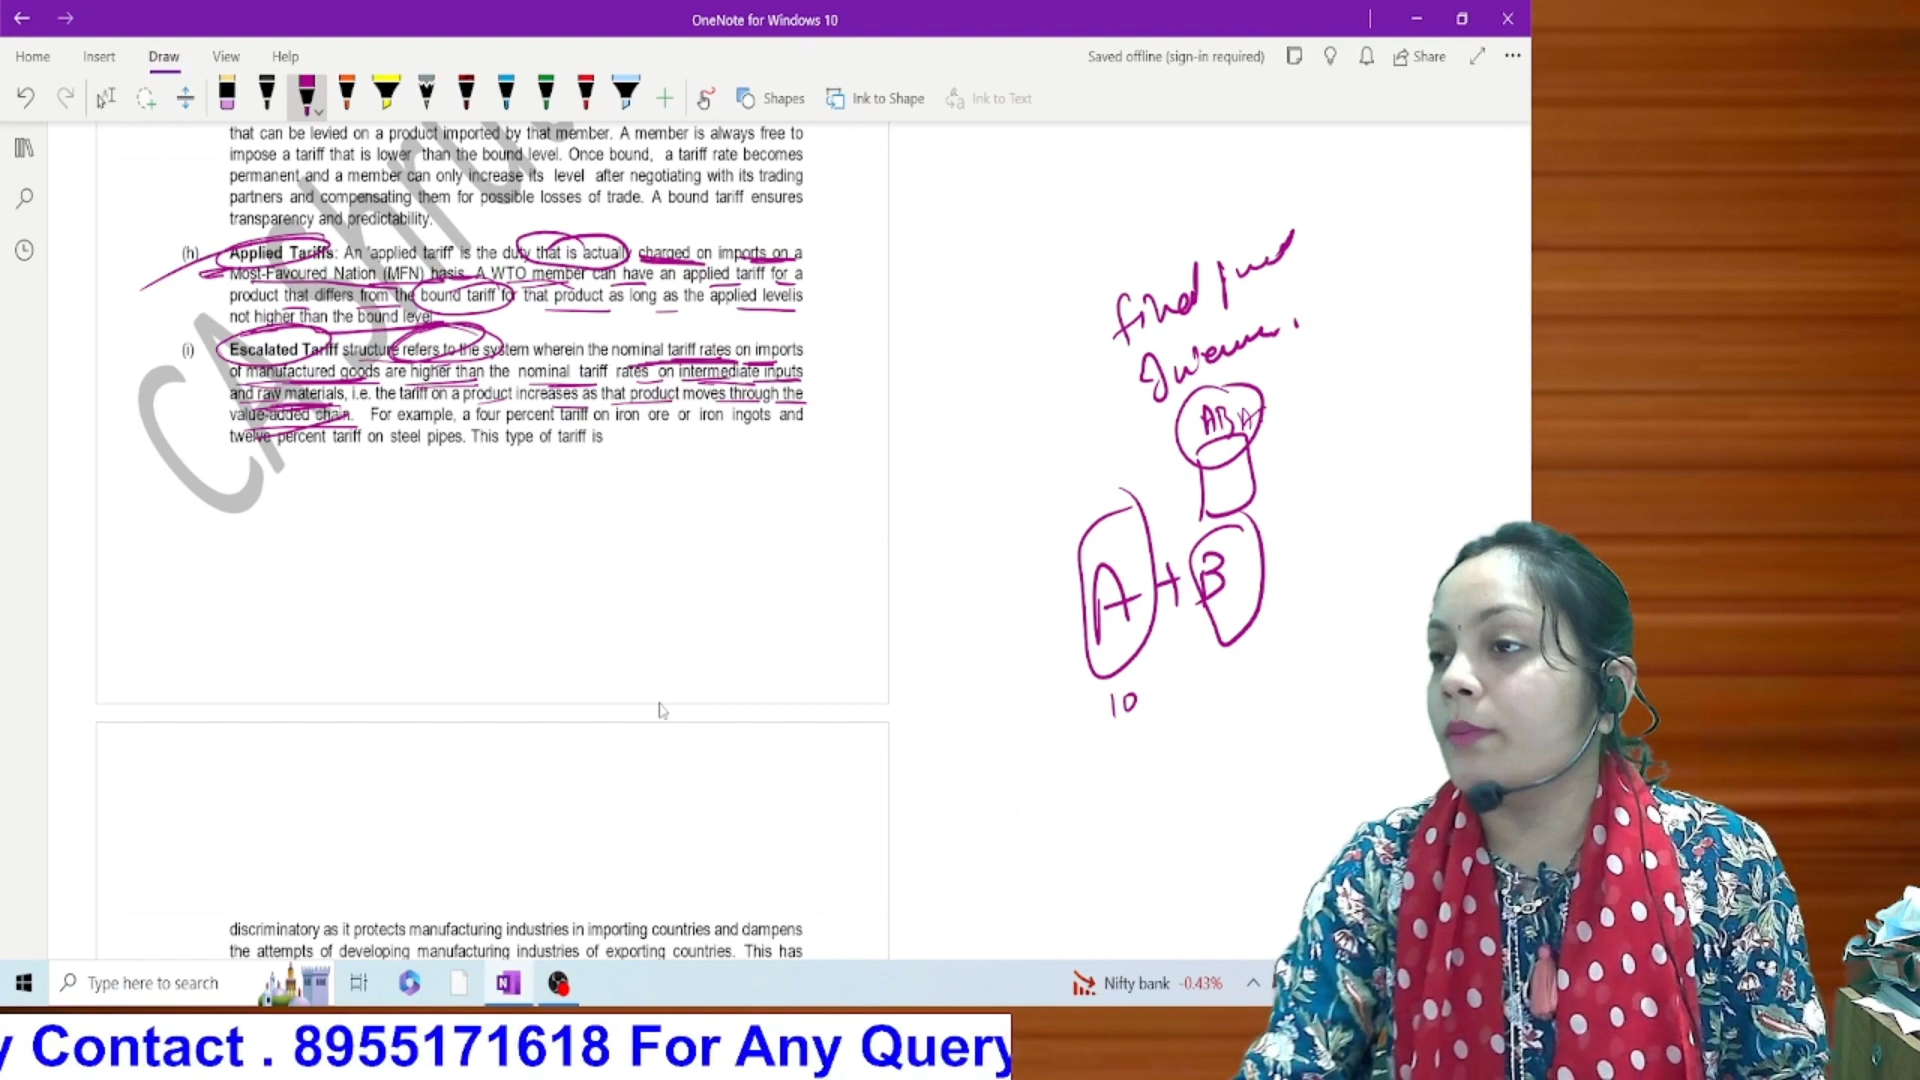 OneNote for Windows 10
Home Insert Draw View Help
Saved offline (sign-in required) Share
Shapes Ink to Shape Ink to Text
that can be levied on a product imported by that member. A member is always free to
impose a tariff that is lower than the bound level. Once bound, a tariff rate becomes
permanent and a member can only increase its level after negotiating with its trading
partners and compensating them for possible losses of trade. A bound tariff ensures
transparency and predictability.
(h) Applied Tariffs: An 'applied tariff' is the duty that is actually charged on imports on a
Most-Favoured Nation (MFN) basis. A WTO member can have an applied tariff for a
product that differs from the bound tariff for that product as long as the applied levelis
not higher than the bound level.
(i) Escalated Tariff structure refers to the system wherein the nominal tariff rates on imports
of manufactured goods are higher than the nominal tariff rates on intermediate inputs
and raw materials, i.e. the tariff on a product increases as that product moves through the
value-added chain. For example, a four percent tariff on iron ore or iron ingots and
twelve percent tariff on steel pipes. This type of tariff is
A + B
10
discriminatory as it protects manufacturing industries in importing countries and dampens
the attempts of developing manufacturing industries of exporting countries. This has
Type here to search
Nifty bank -0.43%
Contact . 8955171618 For Any Query